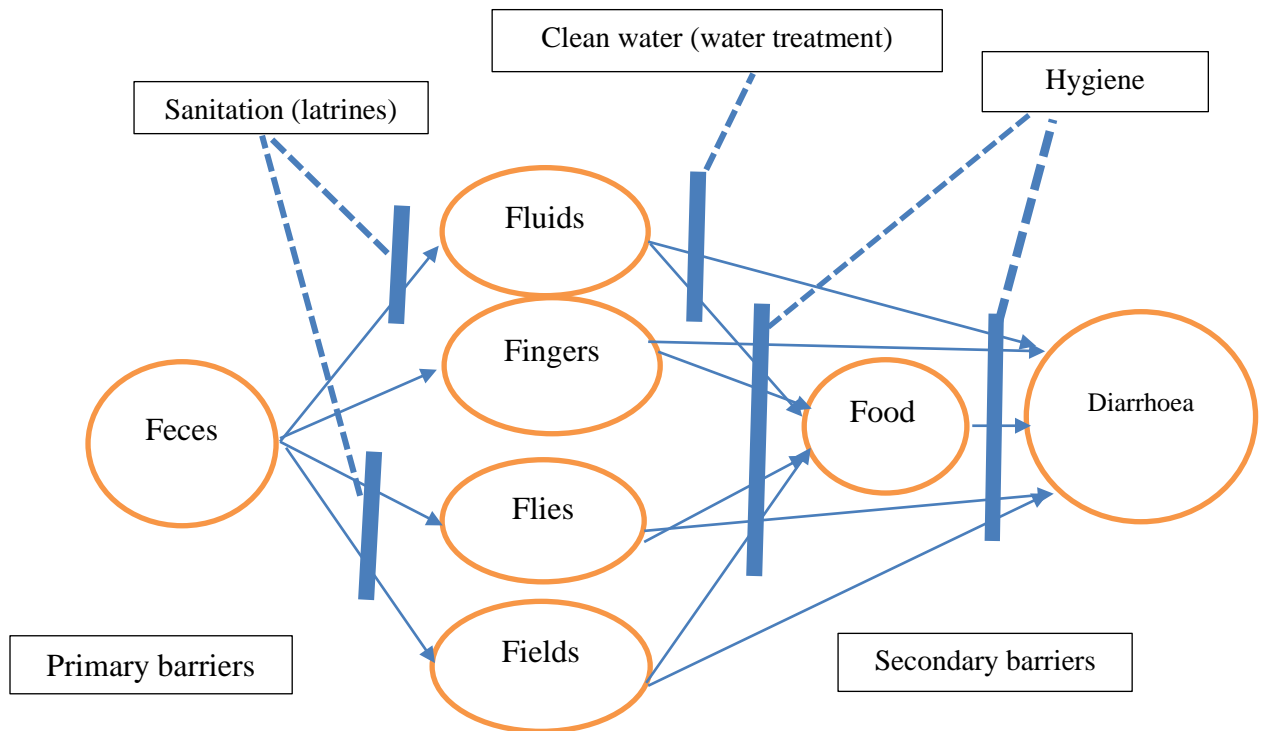 Clean water (water treatment)
Hygiene
Sanitation (latrines)
Fluids
Fingers
Feces
Food
Diarrhoea
Flies
Fields
Primary barriers
Secondary barriers